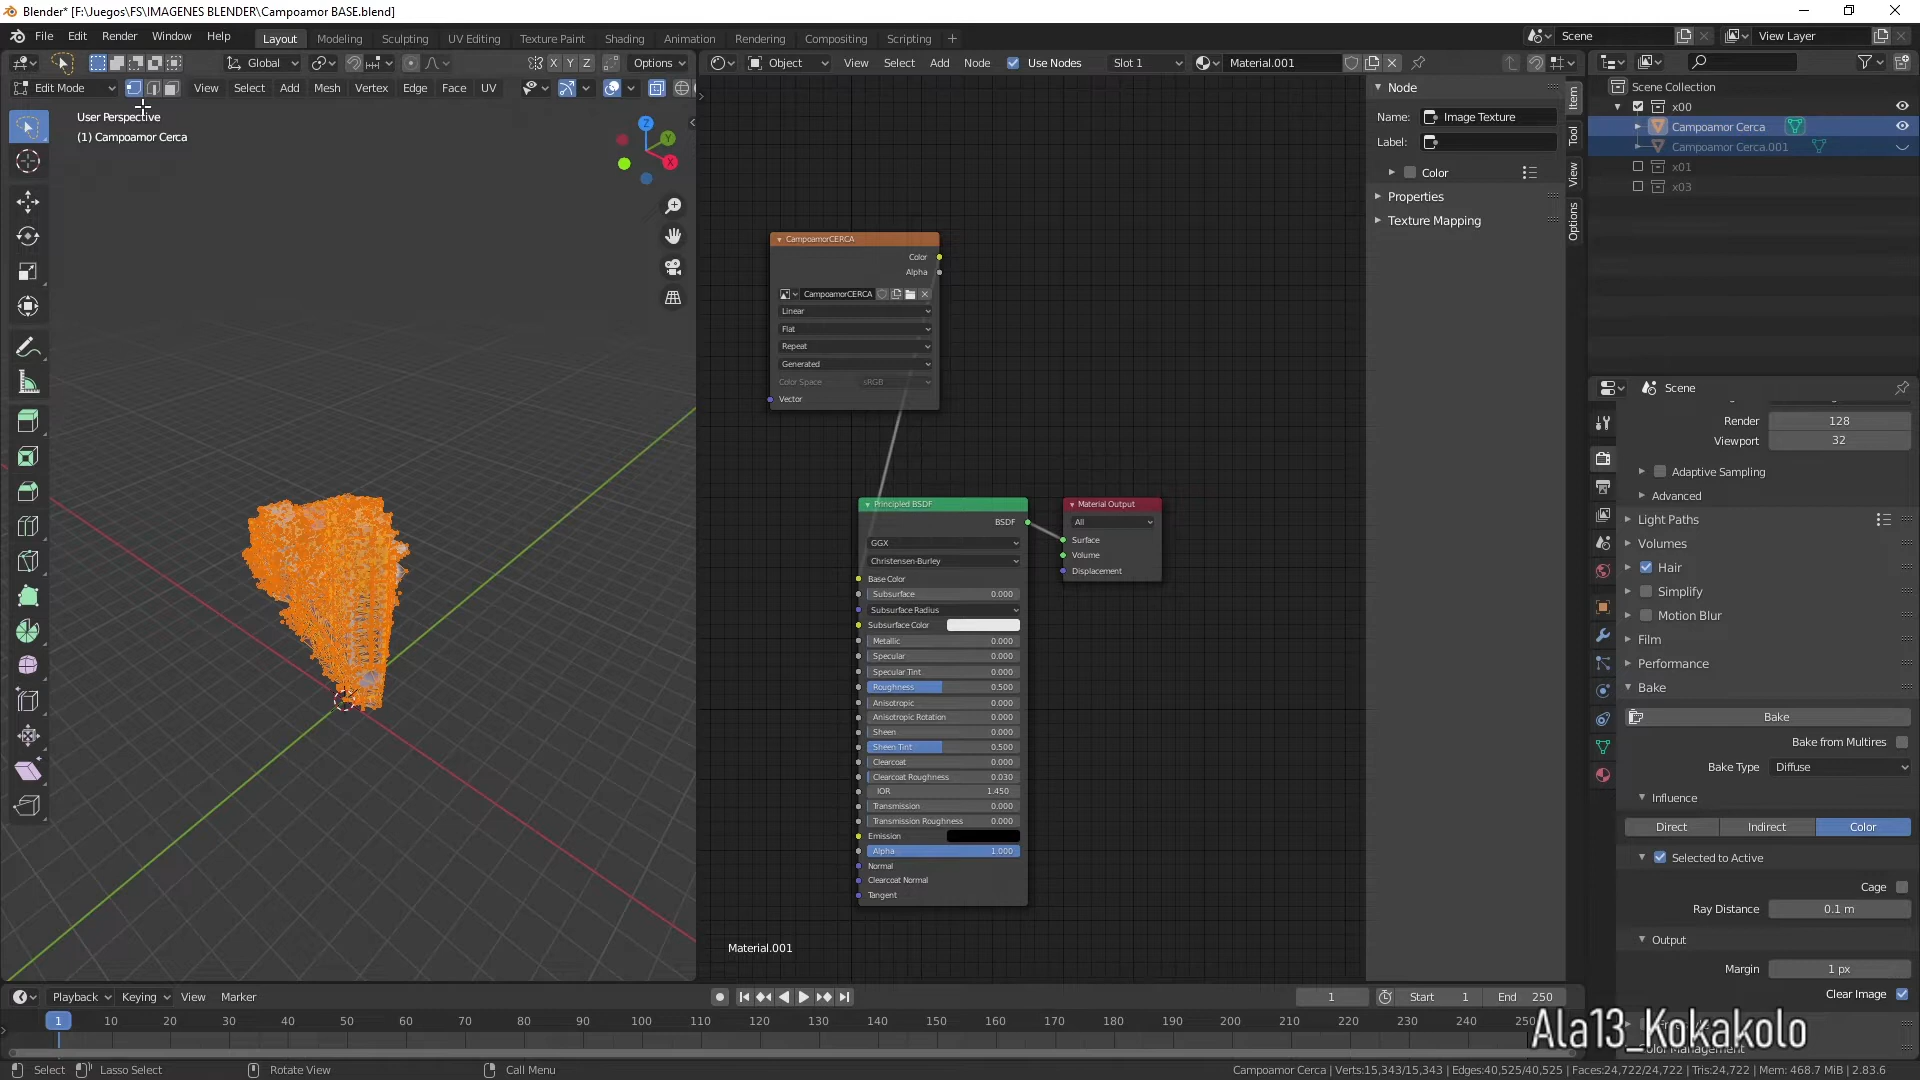 Blender* [F:\Juegos\FS\IMAGENES BLENDER\Campoamor BASE.blend]
File Edit Render Window Help Layout Modeling Sculpting UV Editing Texture Paint Shading Animation Rendering Compositing Scripting + Scene View Layer
Global X Y Z Options Object View Select Add Node Use Nodes Slot 1 Material.001
Edit Mode View Select Add Mesh Vertex Edge Face UV
User Perspective
(1) Campoamor Cerca
Z
Y
X
CampoamorCERCA
Color
Alpha
CampoamorCERCA
Linear
Flat
Repeat
Generated
Color Space sRGB
Vector
Principled BSDF
BSDF
GGX
Christensen-Burley
Base Color
Subsurface 0.000
Subsurface Radius
Subsurface Color
Metallic 0.000
Specular 0.000
Specular Tint 0.000
Roughness 0.500
Anisotropic 0.000
Anisotropic Rotation 0.000
Sheen 0.000
Sheen Tint 0.500
Clearcoat 0.000
Clearcoat Roughness 0.030
IOR 1.450
Transmission 0.000
Transmission Roughness 0.000
Emission
Alpha 1.000
Normal
Clearcoat Normal
Tangent
Material Output
All
Surface
Volume
Displacement
Material.001
Node
Name: Image Texture
Label:
Color
Properties
Texture Mapping
Item
Tool
View
Options
Scene Collection
x00
Campoamor Cerca
Campoamor Cerca.001
x01
x03
Scene
Render 128
Viewport 32
Adaptive Sampling
Advanced
Light Paths
Volumes
Hair
Simplify
Motion Blur
Film
Performance
Bake
Bake
Bake from Multires
Bake Type Diffuse
Influence
Direct Indirect Color
Selected to Active
Cage
Ray Distance 0.1 m
Output
Margin 1 px
Clear Image
Color Management
Ala13_Kokakolo
Playback Keying View Marker 1 Start 1 End 250
1 10 20 30 40 50 60 70 80 90 100 110 120 130 140 150 160 170 180 190 200 210 220 230 240 250
Select Lasso Select Rotate View Call Menu Campoamor Cerca | Verts:15,343/15,343 | Edges:40,525/40,525 | Faces:24,722/24,722 | Tris:24,722 | Mem: 468.7 MiB | 2.83.6